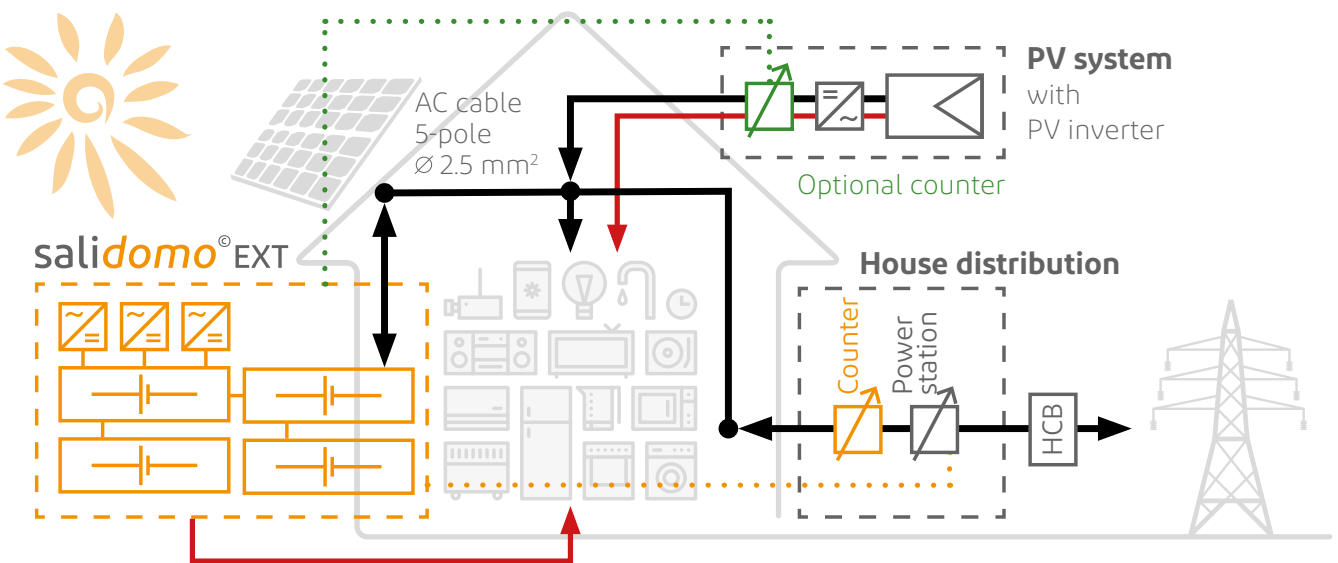 PV system
with
PV inverter
AC cable
5-pole
∅ 2.5 mm²
Optional counter
salidomo©EXT
House distribution
Counter
Power
station
HCB